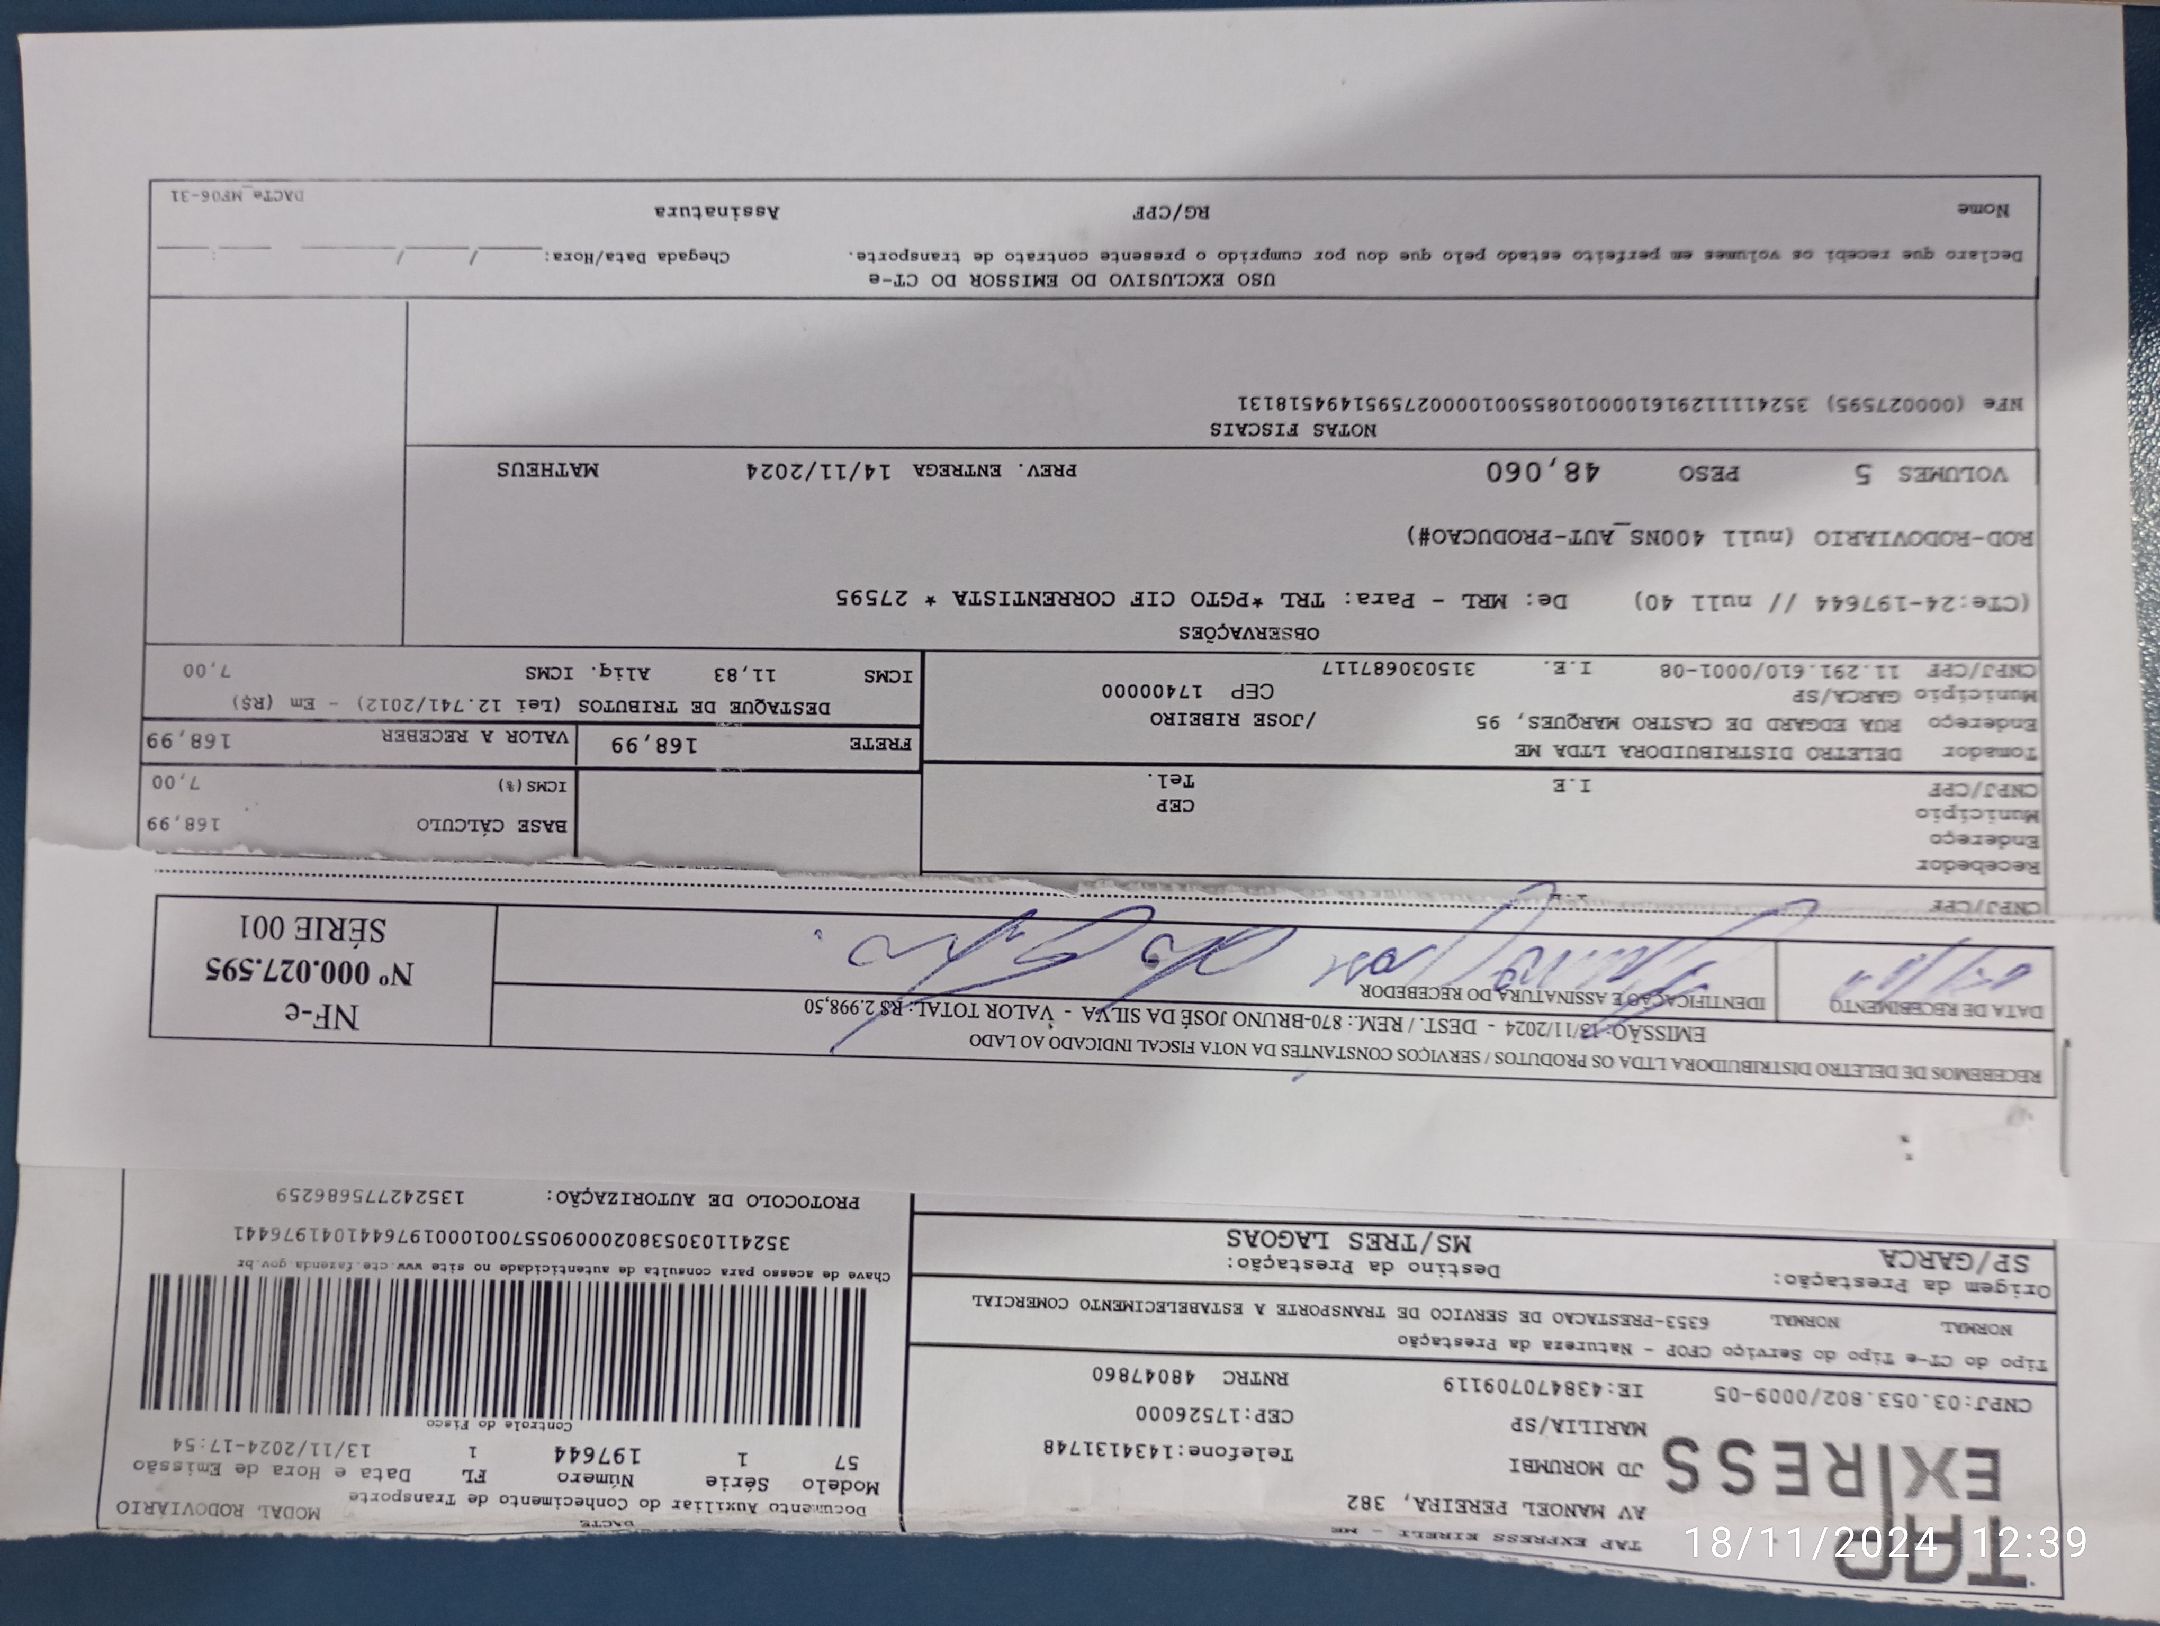 TAP
EXPRESS
TAP EXPRESS EIRELI - ME
AV MANOEL PEREIRA, 382
JD MORUMBI
MARILIA/SP
Telefone:1434131748
CEP:17526000
CNPJ:03.053.802/0009-05 IE:438470709119 RNTRC 48047860
DACTE
Documento Auxiliar do Conhecimento de Transporte MODAL RODOVIÁRIO
Modelo Série Número FL Data e Hora de Emissão
57 1 197644 1 13/11/2024-17:54
Controle do Fisco
Tipo do CT-e Tipo do Serviço CFOP - Natureza da Prestação
NORMAL NORMAL 6353-PRESTACAO DE SERVICO DE TRANSPORTE A ESTABELECIMENTO COMERCIAL
Origem da Prestação: Destino da Prestação:
SP/GARCA MS/TRES LAGOAS
Chave de acesso para consulta de autenticidade no site www.cte.fazenda.gov.br
35241103053802000905570010001976441041976441
PROTOCOLO DE AUTORIZAÇÃO: 135242775686259
RECEBEMOS DE DELETRO DISTRIBUIDORA LTDA OS PRODUTOS / SERVIÇOS CONSTANTES DA NOTA FISCAL INDICADO AO LADO
EMISSÃO: 13/11/2024 - DEST. / REM.: 870-BRUNO JOSÉ DA SILVA - VALOR TOTAL: R$ 2.998,50
DATA DE RECEBIMENTO IDENTIFICAÇÃO E ASSINATURA DO RECEBEDOR
NF-e
Nº 000.027.595
SÉRIE 001
CNPJ/CPF I.E.
Recebedor
Endereço
Município CEP
CNPJ/CPF I.E Tel.
BASE CÁLCULO 168,99
ICMS(%) 7,00
Tomador DELETRO DISTRIBUIDORA LTDA ME
Endereço RUA EDGARD DE CASTRO MARQUES, 95 /JOSE RIBEIRO
Município GARCA/SP CEP 17400000
CNPJ/CPF 11.291.610/0001-08 I.E. 315030687117
FRETE 168,99 VALOR A RECEBER 168,99
DESTAQUE DE TRIBUTOS (Lei 12.741/2012) - Em (R$)
ICMS 11,83 Aliq. ICMS 7,00
OBSERVAÇÕES
(CTe:24-197644 // null 40) De: MRL - Para: TRL *PGTO CIF CORRENTISTA * 27595
ROD-RODOVIARIO (null 400NS_AUT-PRODUCAO#)
VOLUMES 5 PESO 48,060 PREV. ENTREGA 14/11/2024 MATHEUS
NOTAS FISCAIS
NFe (000027595) 35241111291610000108550010000275951494518131
USO EXCLUSIVO DO EMISSOR DO CT-e
Declaro que recebi os volumes em perfeito estado pelo que dou por cumprido o presente contrato de transporte. Chegada Data/Hora: / / :
Nome RG/CPF Assinatura
DACTe_MF06-31
18/11/2024 12:39